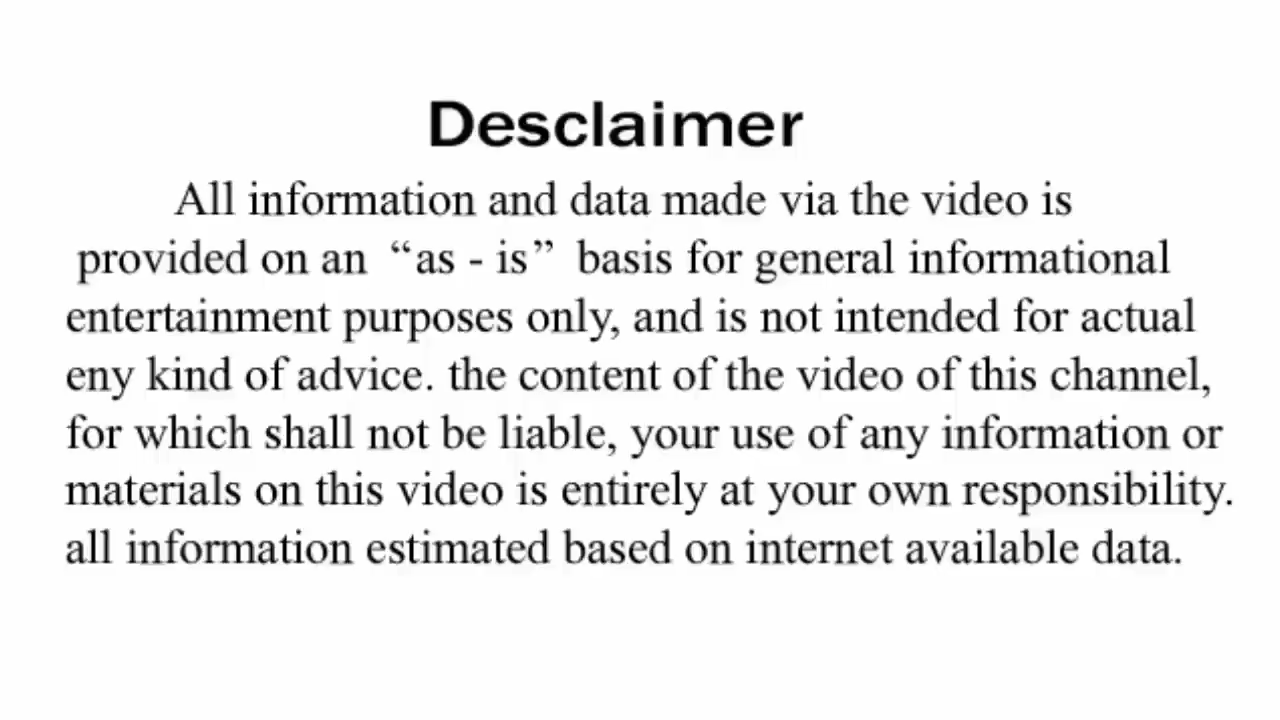 Desclaimer
All information and data made via the video is
provided on an “as - is” basis for general informational
entertainment purposes only, and is not intended for actual
eny kind of advice. the content of the video of this channel,
for which shall not be liable, your use of any information or
materials on this video is entirely at your own responsibility.
all information estimated based on internet available data.